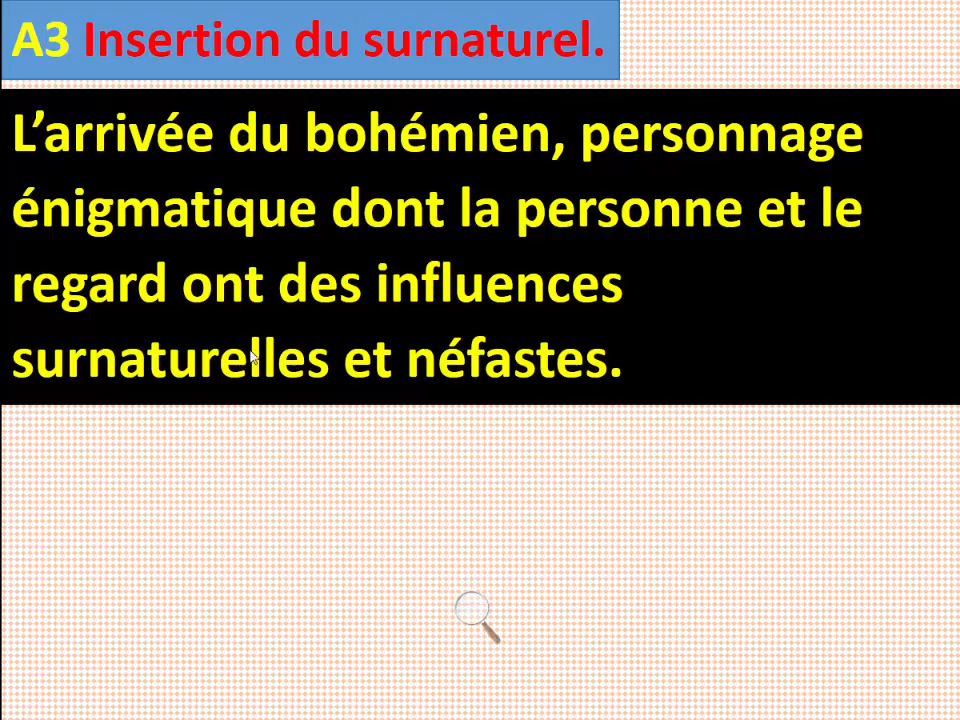 A3 Insertion du surnaturel.
L’arrivée du bohémien, personnage
énigmatique dont la personne et le
regard ont des influences
surnaturelles et néfastes.